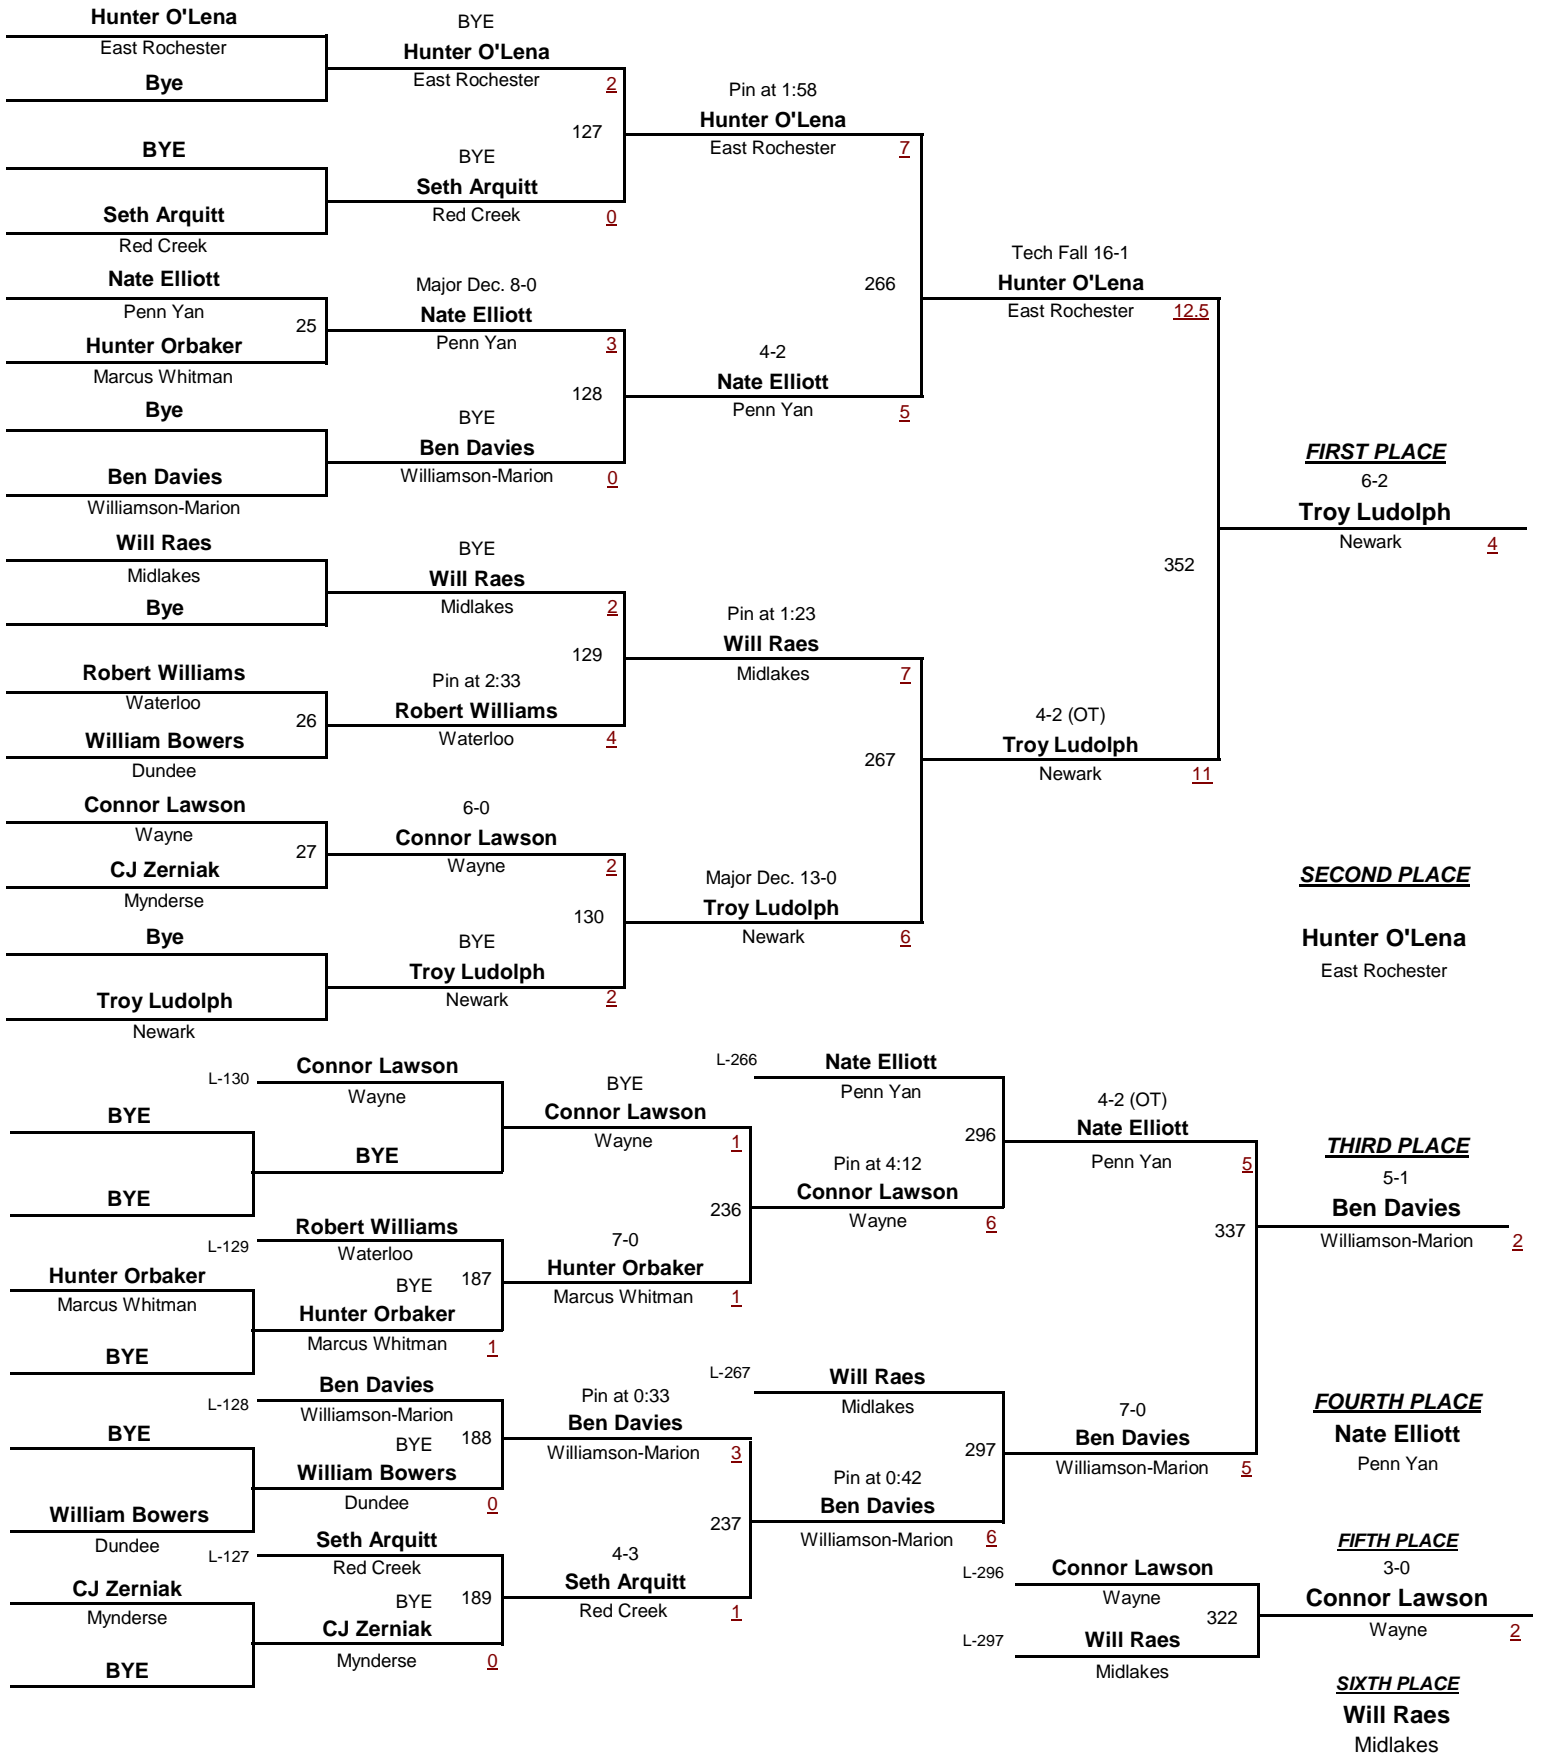 Hunter O'Lena
East Rochester
Bye
BYE
Seth Arquitt
Red Creek
Nate Elliott
Penn Yan
25
Hunter Orbaker
Marcus Whitman
Bye
Ben Davies
Williamson-Marion
Will Raes
Midlakes
Bye
Robert Williams
Waterloo
26
William Bowers
Dundee
Connor Lawson
Wayne
27
CJ Zerniak
Mynderse
Bye
Troy Ludolph
Newark
BYE
Hunter O'Lena
East Rochester 2
127
BYE
Seth Arquitt
Red Creek 0
Major Dec. 8-0
Nate Elliott
Penn Yan 3
128
BYE
Ben Davies
Williamson-Marion 0
BYE
Will Raes
Midlakes 2
129
Pin at 2:33
Robert Williams
Waterloo 4
6-0
Connor Lawson
Wayne 2
130
BYE
Troy Ludolph
Newark 2
Pin at 1:58
Hunter O'Lena
East Rochester 7
266
4-2
Nate Elliott
Penn Yan 5
Pin at 1:23
Will Raes
Midlakes 7
267
Major Dec. 13-0
Troy Ludolph
Newark 6
Tech Fall 16-1
Hunter O'Lena
East Rochester 12.5
352
4-2 (OT)
Troy Ludolph
Newark 11
FIRST PLACE
6-2
Troy Ludolph
Newark 4
SECOND PLACE
Hunter O'Lena
East Rochester
BYE
BYE
Hunter Orbaker
Marcus Whitman
BYE
BYE
William Bowers
Dundee
CJ Zerniak
Mynderse
BYE
L-130 Connor Lawson
Wayne
BYE
L-129 Robert Williams
Waterloo
BYE 187
Hunter Orbaker
Marcus Whitman 1
L-128 Ben Davies
Williamson-Marion
BYE 188
William Bowers
Dundee 0
L-127 Seth Arquitt
Red Creek
BYE 189
CJ Zerniak
Mynderse 0
BYE
Connor Lawson
Wayne 1
236
7-0
Hunter Orbaker
Marcus Whitman 1
Pin at 0:33
Ben Davies
Williamson-Marion 3
237
4-3
Seth Arquitt
Red Creek 1
L-266 Nate Elliott
Penn Yan
296
Pin at 4:12
Connor Lawson
Wayne 6
L-267 Will Raes
Midlakes
297
Pin at 0:42
Ben Davies
Williamson-Marion 6
4-2 (OT)
Nate Elliott
Penn Yan 5
337
7-0
Ben Davies
Williamson-Marion 5
L-296 Connor Lawson
Wayne
322
L-297 Will Raes
Midlakes
THIRD PLACE
5-1
Ben Davies
Williamson-Marion 2
FOURTH PLACE
Nate Elliott
Penn Yan
FIFTH PLACE
3-0
Connor Lawson
Wayne 2
SIXTH PLACE
Will Raes
Midlakes